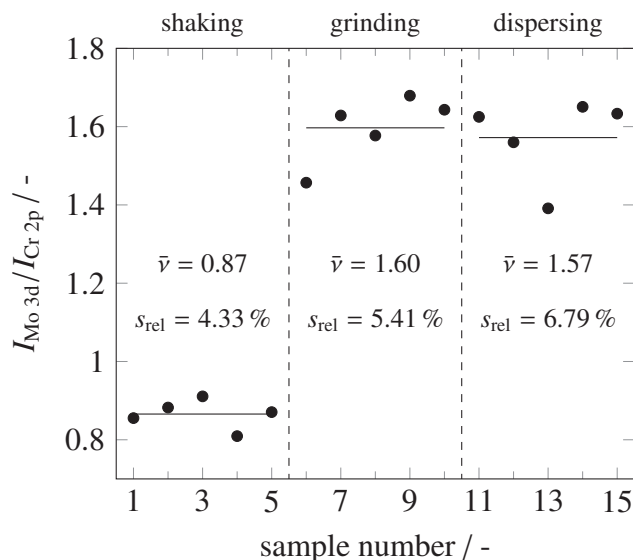 shaking grinding dispersing
1.8
1.6
1.4
1.2
1
0.8
I_Mo 3d/I_Cr 2p / -
v̄ = 0.87 v̄ = 1.60 v̄ = 1.57
s_rel = 4.33 % s_rel = 5.41 % s_rel = 6.79 %
1 3 5 7 9 11 13 15
sample number / -